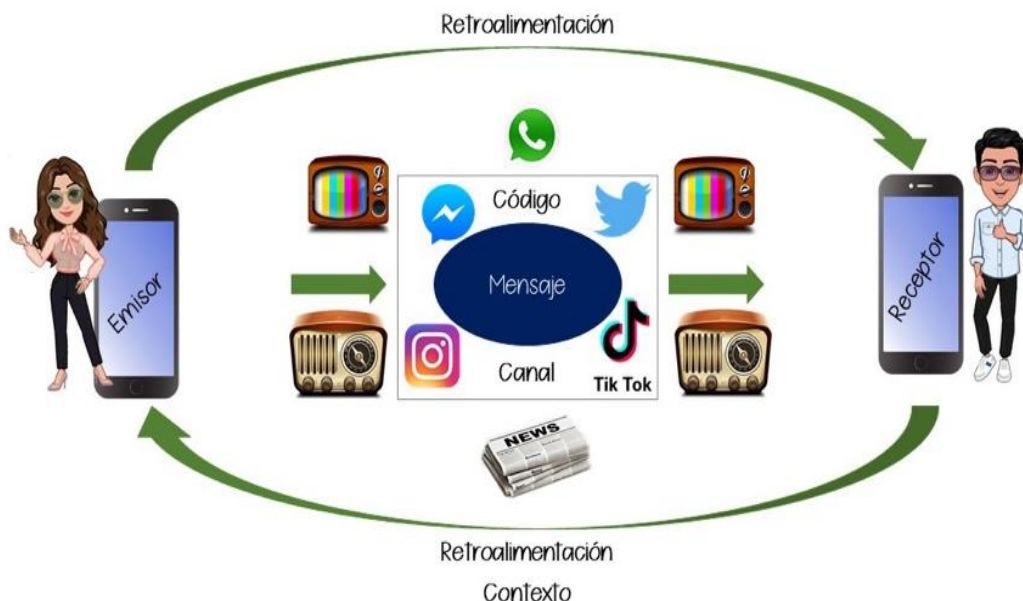 Retroalimentación
Código
Emisor
Mensaje
Receptor
Canal
Tik Tok
NEWS
Retroalimentación
Contexto